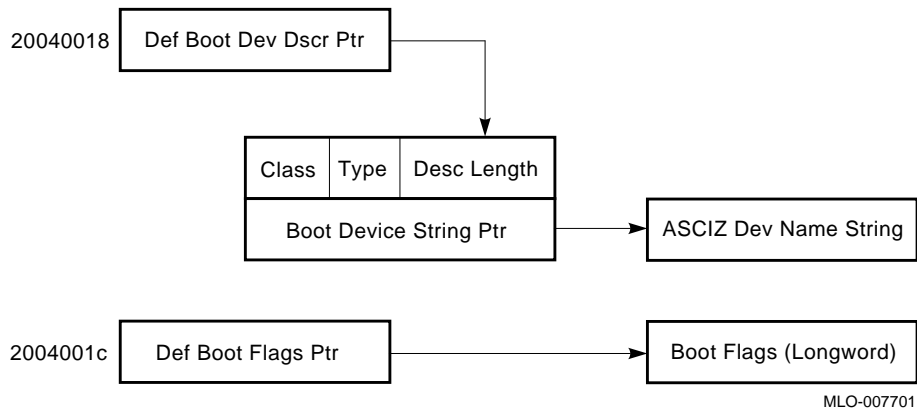 20040018 Def Boot Dev Dscr Ptr
Class Type Desc Length
Boot Device String Ptr ASCIZ Dev Name String
2004001c Def Boot Flags Ptr Boot Flags (Longword)
MLO-007701